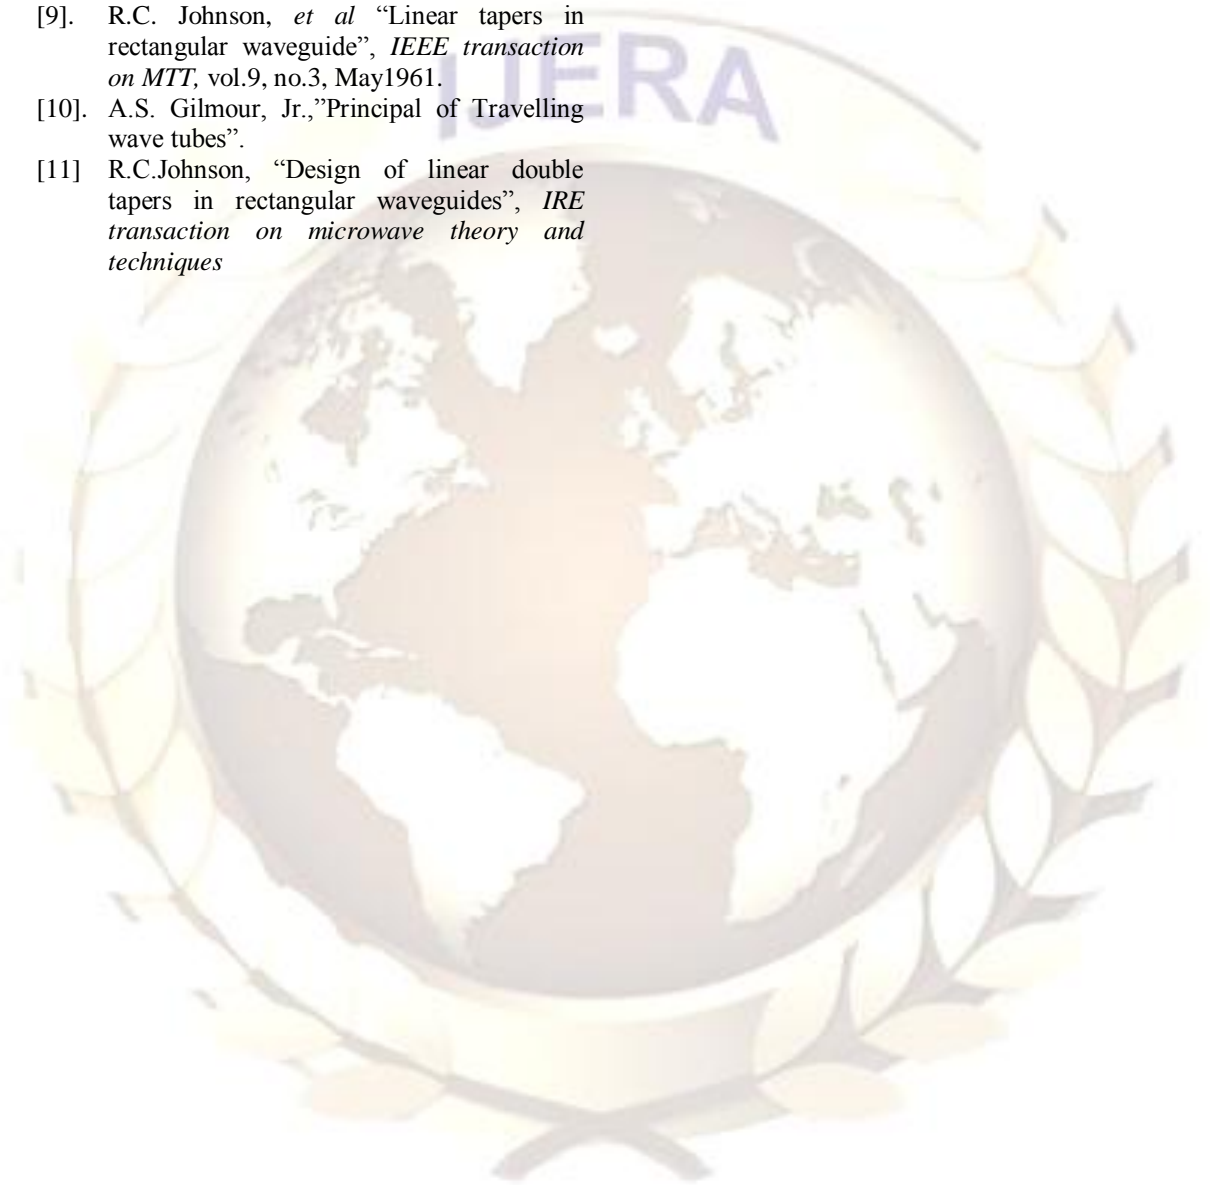 IJERA
[9]. R.C. Johnson, et al “Linear tapers in
rectangular waveguide”, IEEE transaction
on MTT, vol.9, no.3, May1961.
[10]. A.S. Gilmour, Jr.,”Principal of Travelling
wave tubes”.
[11] R.C.Johnson, “Design of linear double
tapers in rectangular waveguides”, IRE
transaction on microwave theory and
techniques